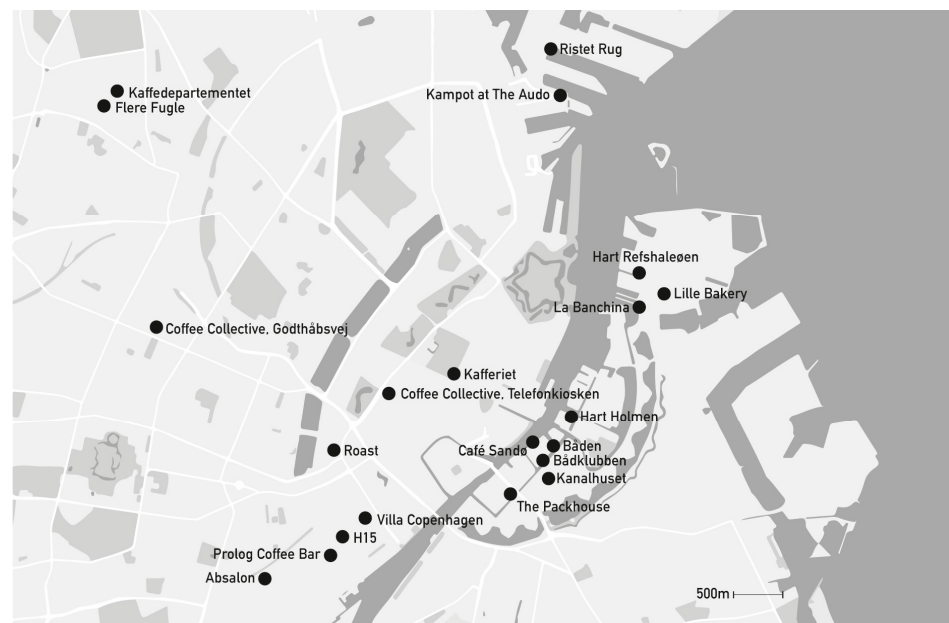 Ristet Rug
Kaffedepartementet
Kampot at The Audo
Flere Fugle
Hart Refshaleøen
Lille Bakery
La Banchina
Coffee Collective, Godthåbsvej
Kafferiet
Coffee Collective, Telefonkiosken
Hart Holmen
Café Sandø
Båden
Roast
Bådklubben
Kanalhuset
The Packhouse
Villa Copenhagen
H15
Prolog Coffee Bar
Absalon
500m